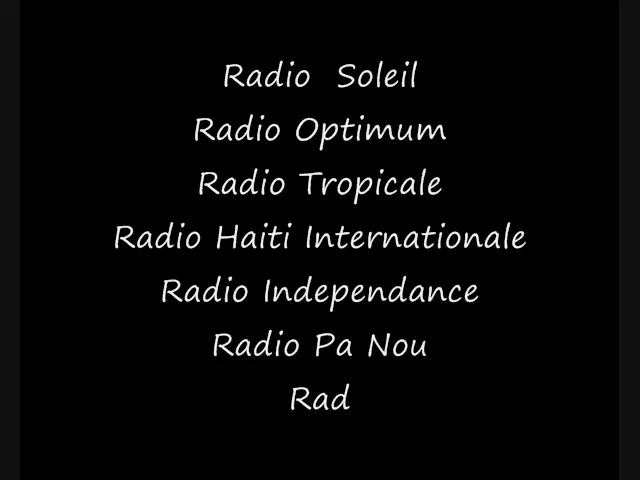 Radio Soleil
Radio Optimum
Radio Tropicale
Radio Haiti Internationale
Radio Independance
Radio Pa Nou
Rad